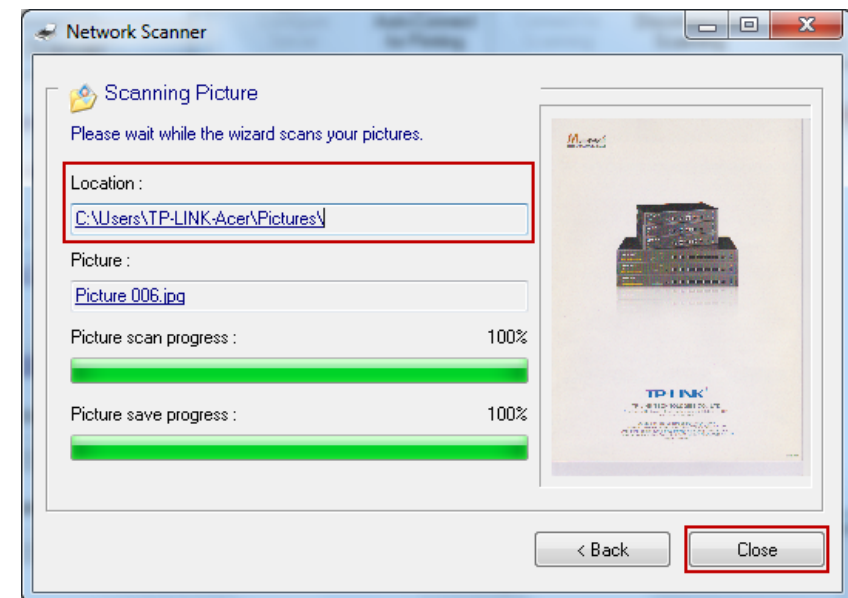 Network Scanner
Scanning Picture
Please wait while the wizard scans your pictures.
Location :
C:\Users\TP-LINK-Acer\Pictures\
Picture :
Picture 006.jpg
Picture scan progress : 100%
Picture save progress : 100%
TP-LINK
< Back
Close